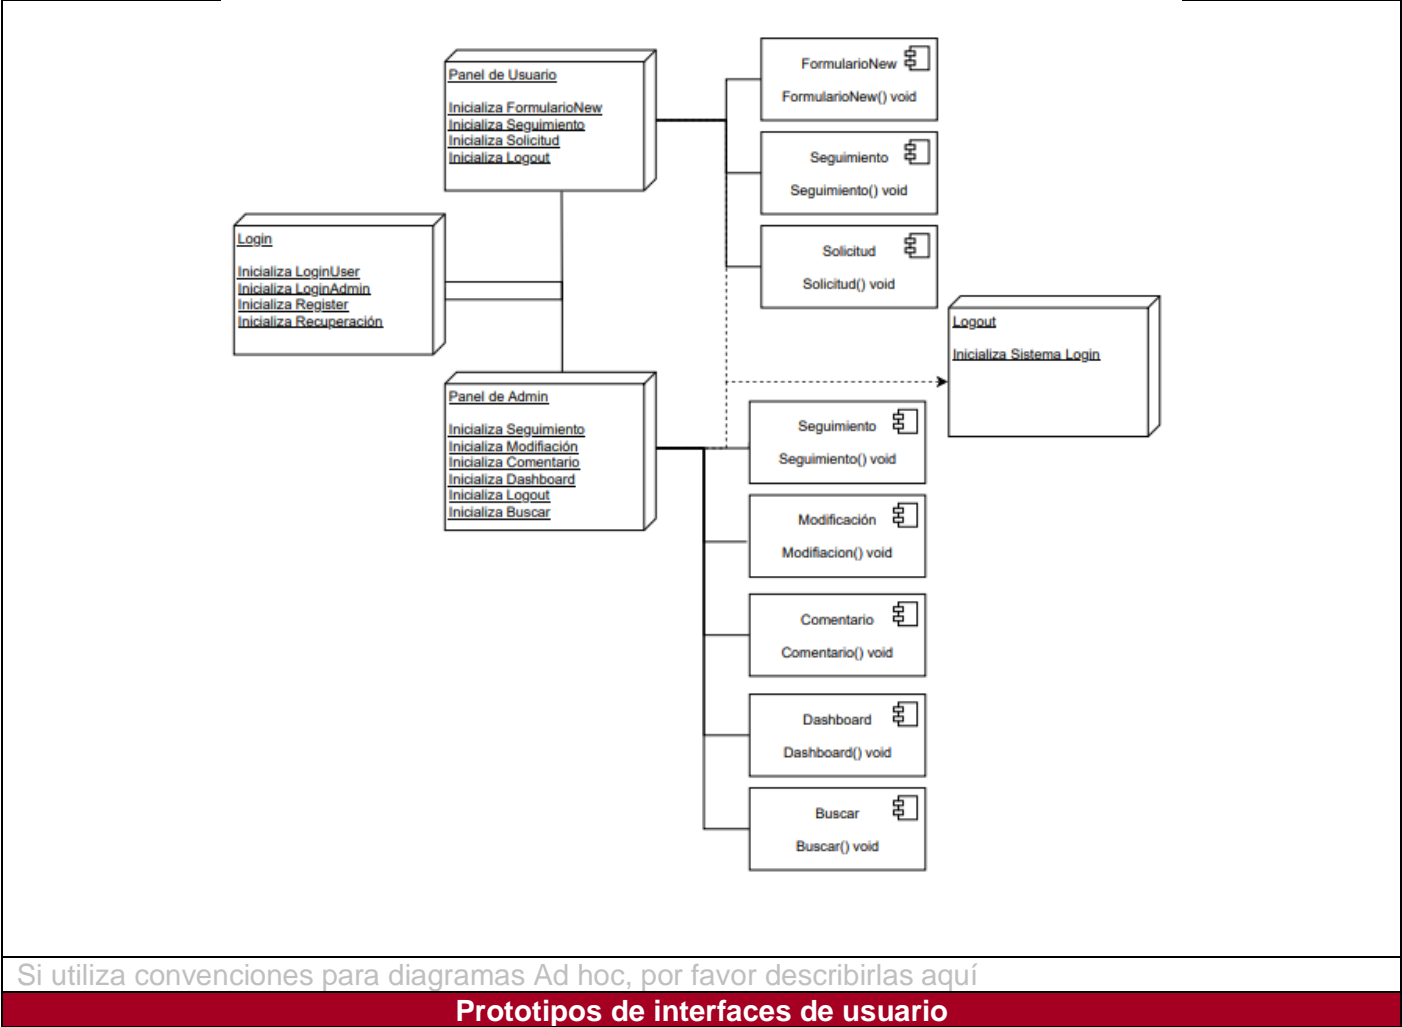 Panel de Usuario
Inicializa FormularioNew
Inicializa Seguimiento
Inicializa Solicitud
Inicializa Logout
FormularioNew
FormularioNew() void
Seguimiento
Seguimiento() void
Solicitud
Solicitud() void
Login
Inicializa LoginUser
Inicializa LoginAdmin
Inicializa Register
Inicializa Recuperación
Logout
Inicializa Sistema Login
Panel de Admin
Inicializa Seguimiento
Inicializa Modifiación
Inicializa Comentario
Inicializa Dashboard
Inicializa Logout
Inicializa Buscar
Seguimiento
Seguimiento() void
Modificación
Modifiacion() void
Comentario
Comentario() void
Dashboard
Dashboard() void
Buscar
Buscar() void
Si utiliza convenciones para diagramas Ad hoc, por favor describirlas aquí
Prototipos de interfaces de usuario